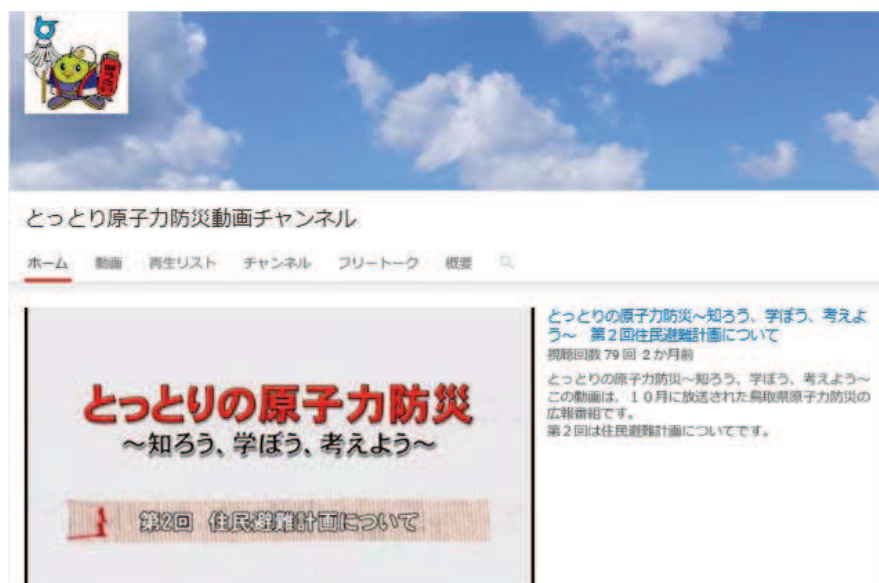 とっとり原子力防災動画チャンネル
ホーム 動画 再生リスト チャンネル フリートーク 概要
とっとりの原子力防災
～知ろう、学ぼう、考えよう～
第2回 住民避難計画について
とっとりの原子力防災～知ろう、学ぼう、考えよ
う～ 第２回住民避難計画について
視聴回数 79 回 2 か月前
とっとりの原子力防災～知ろう、学ぼう、考えよう～
この動画は、１０月に放送された鳥取県原子力防災の
広報番組です。
第２回は住民避難計画についてです。